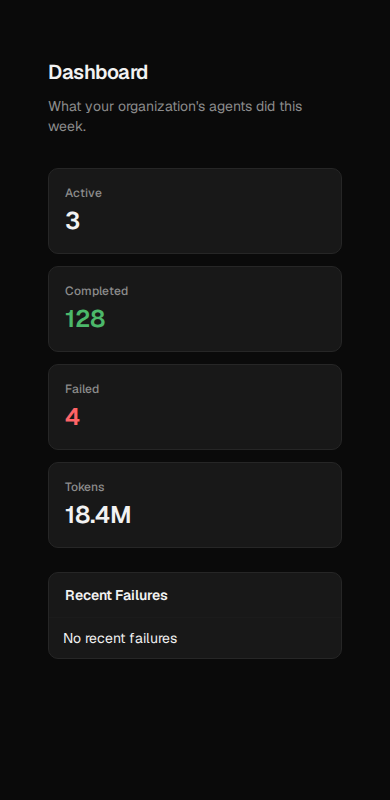 Dashboard
What your organization's agents did this
week.
Active
3
Completed
128
Failed
4
Tokens
18.4M
Recent Failures
No recent failures